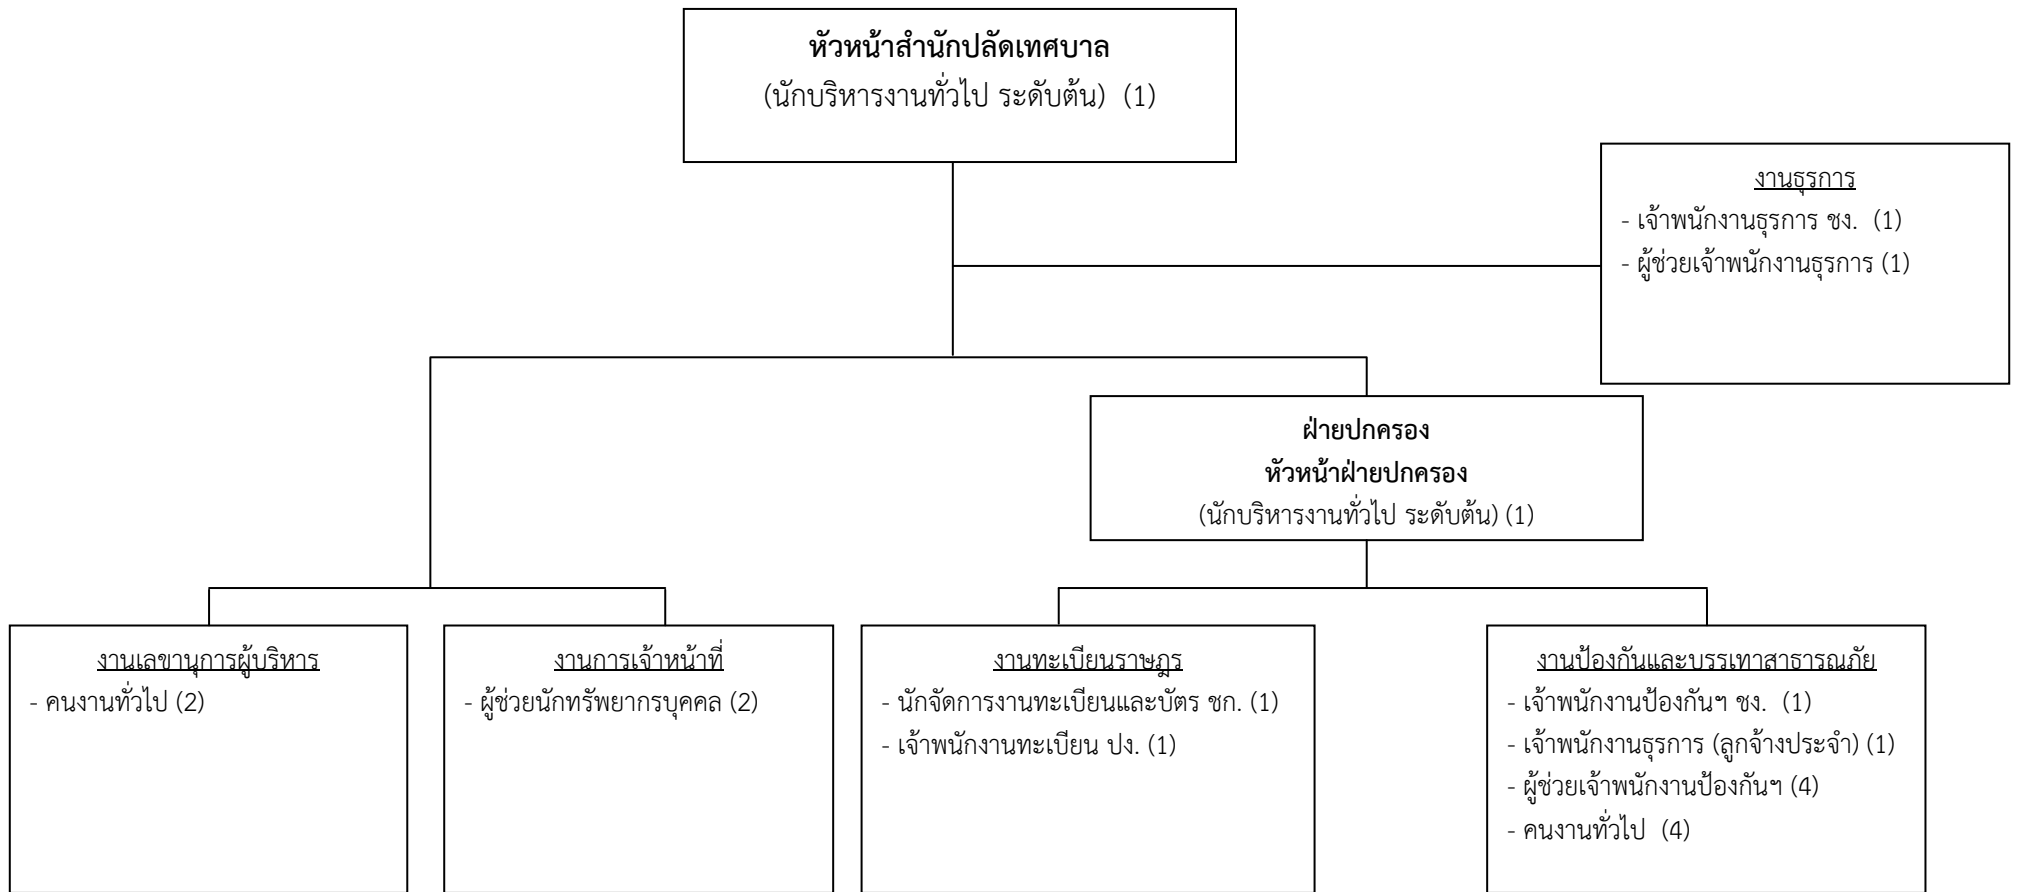 หัวหน้าสำนักปลัดเทศบาล
(นักบริหารงานทั่วไป ระดับต้น) (1)
งานธุรการ
- เจ้าพนักงานธุรการ ชง. (1)
- ผู้ช่วยเจ้าพนักงานธุรการ (1)
ฝ่ายปกครอง
หัวหน้าฝ่ายปกครอง
(นักบริหารงานทั่วไป ระดับต้น) (1)
งานเลขานุการผู้บริหาร
- คนงานทั่วไป (2)
งานการเจ้าหน้าที่
- ผู้ช่วยนักทรัพยากรบุคคล (2)
งานทะเบียนราษฎร
- นักจัดการงานทะเบียนและบัตร ชก. (1)
- เจ้าพนักงานทะเบียน ปง. (1)
งานป้องกันและบรรเทาสาธารณภัย
- เจ้าพนักงานป้องกันฯ ชง. (1)
- เจ้าพนักงานธุรการ (ลูกจ้างประจำ) (1)
- ผู้ช่วยเจ้าพนักงานป้องกันฯ (4)
- คนงานทั่วไป (4)